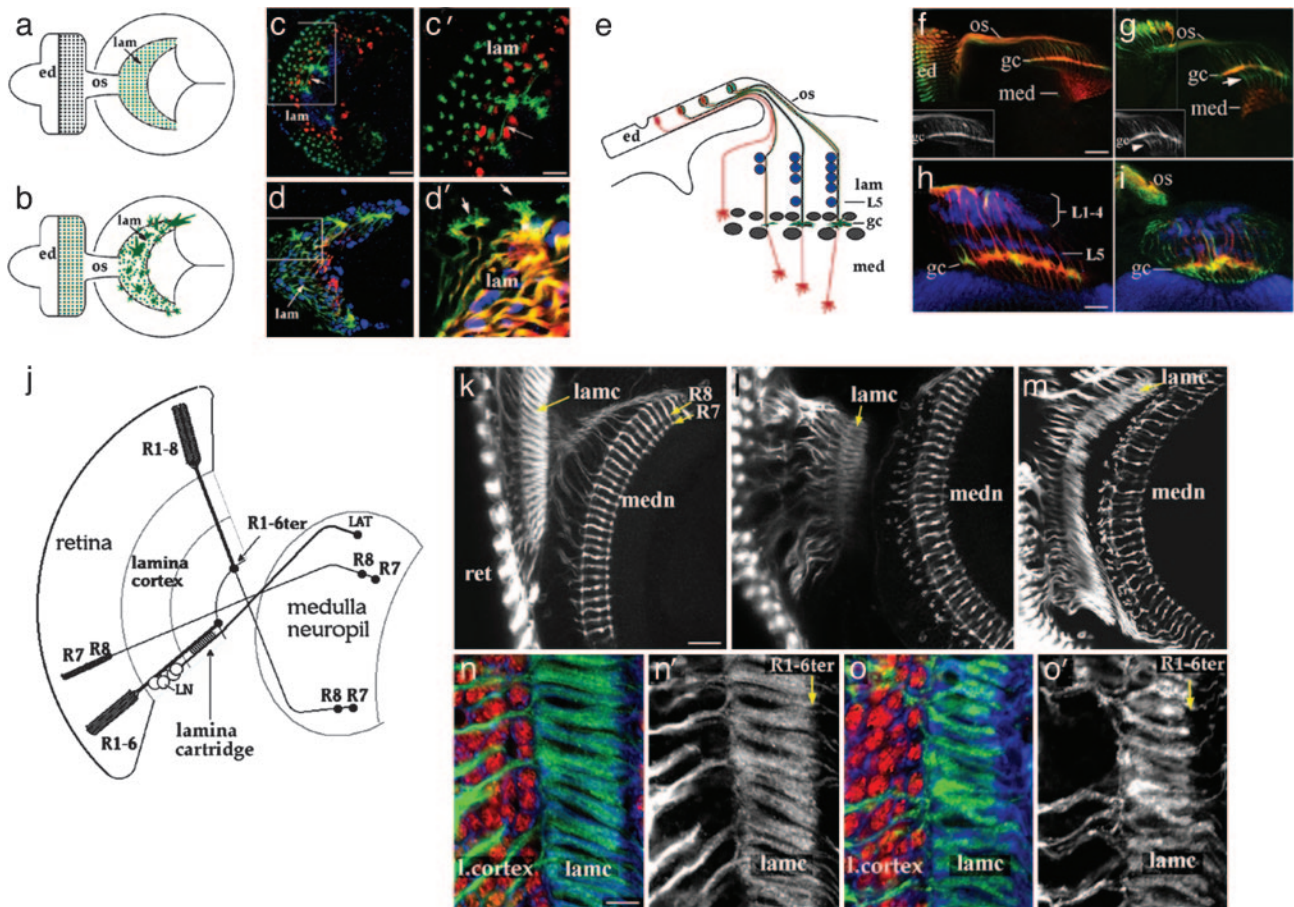 a
ed
os
lam
b
ed
os
lam
c
lam
c′
lam
d
lam
d′
lam
e
ed
os
lam
L5
gc
med
f
os
ed
gc
med
gc
g
os
gc
med
gc
h
L1-4
L5
gc
i
os
gc
j
R1-8
retina
lamina
cortex
R1-6ter
LAT
R8
R7
medulla
neuropil
R7
R8
LN
R1-6
lamina
cartridge
R8 R7
k
lamc
R8
R7
medn
ret
l
lamc
medn
m
lamc
medn
n
l.cortex
lamc
n′
R1-6ter
lamc
o
l.cortex
lamc
o′
R1-6ter
lamc